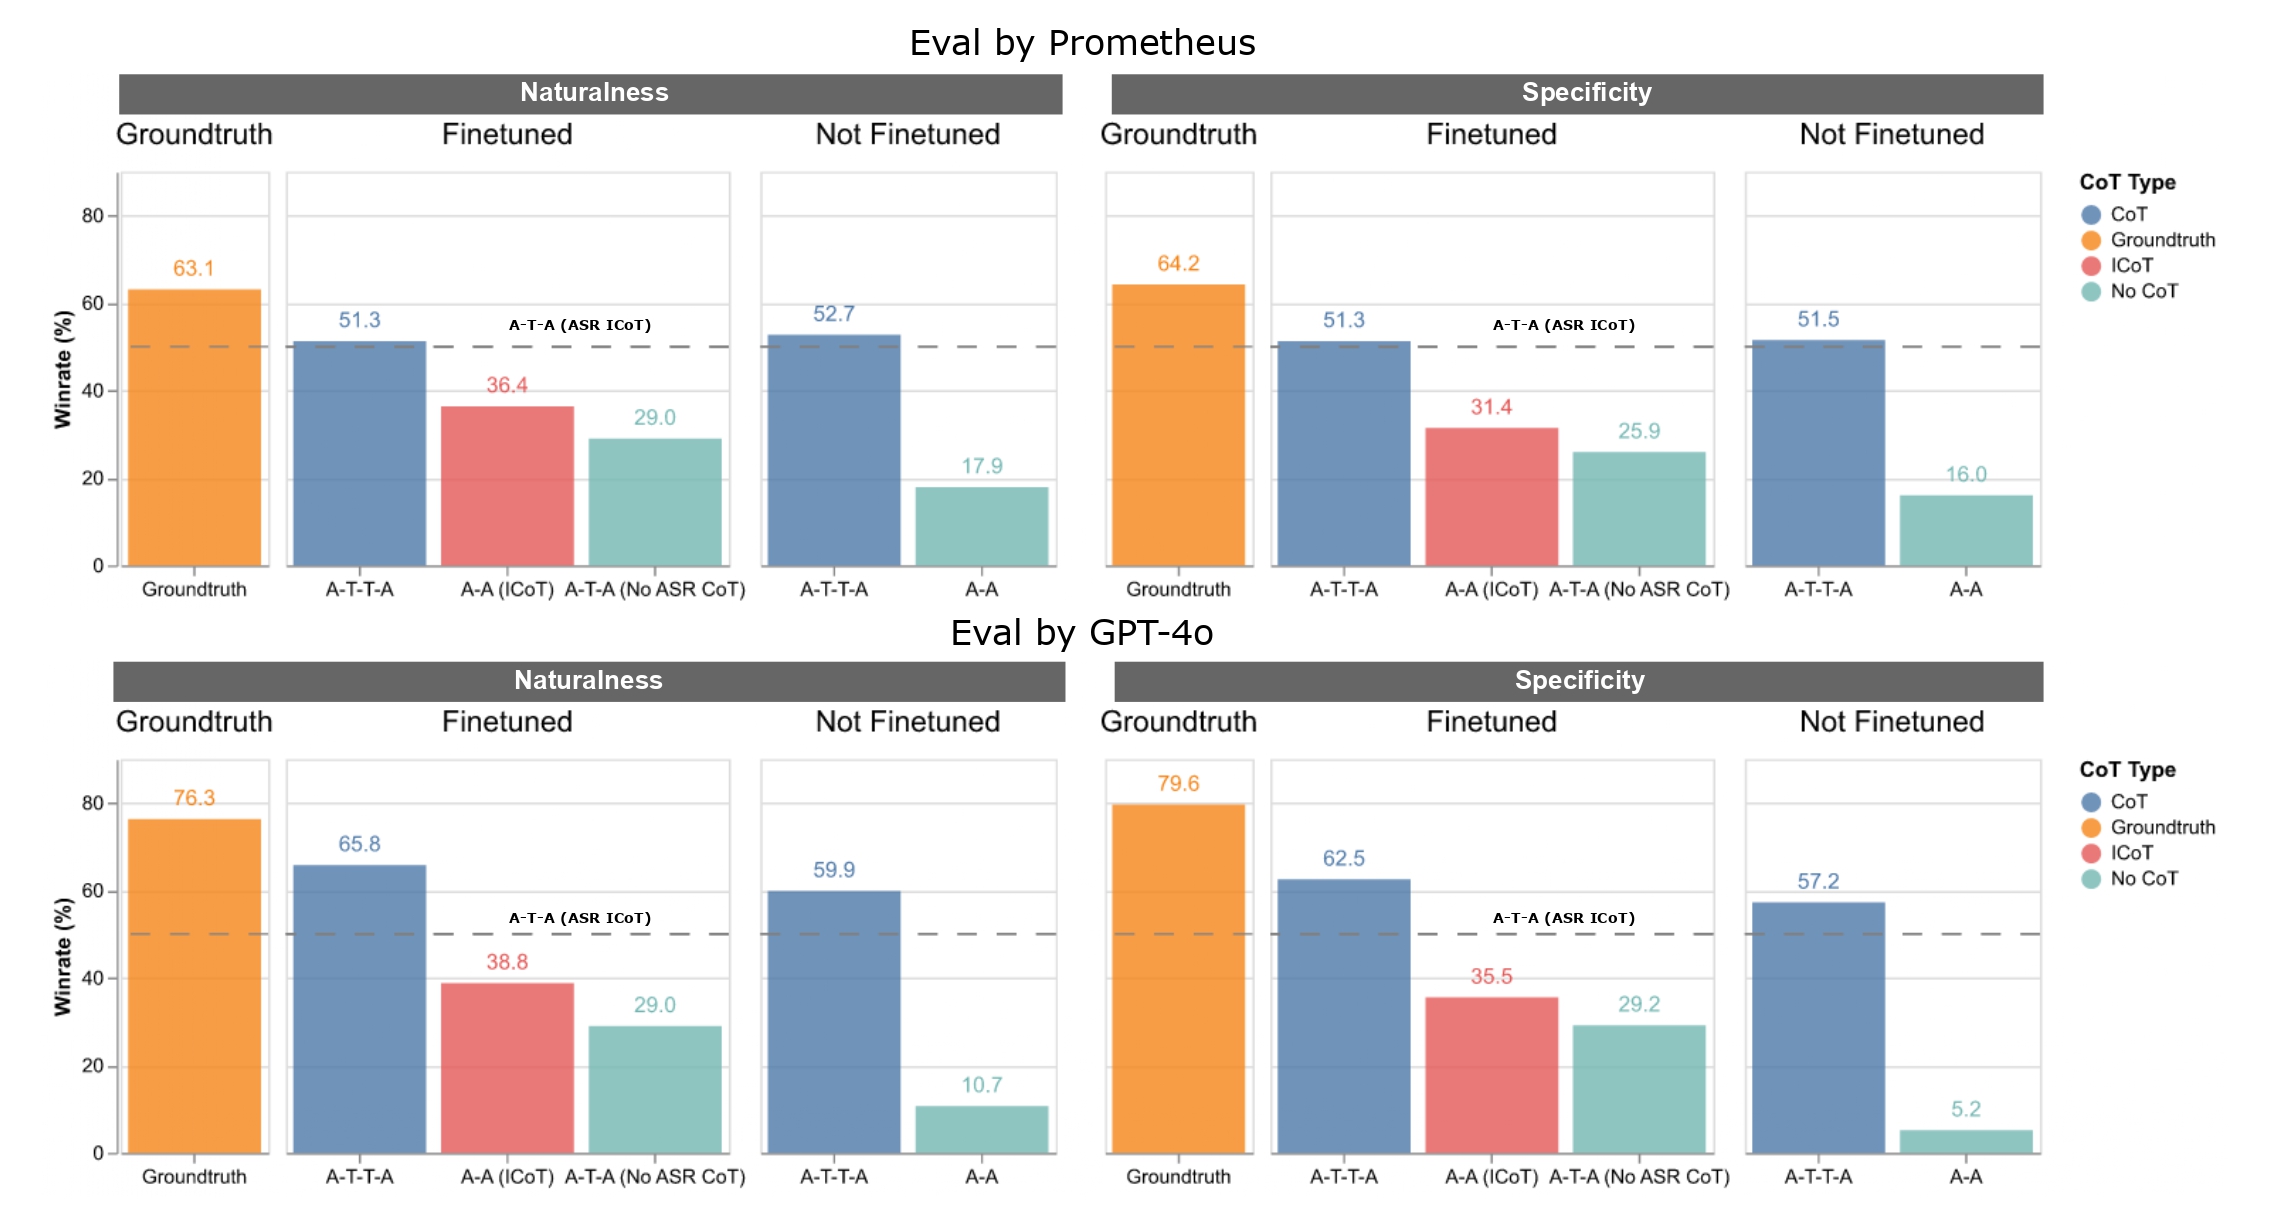 Eval by Prometheus
Naturalness
Specificity
Groundtruth Finetuned Not Finetuned Groundtruth Finetuned Not Finetuned
Winrate (%)
80
60
40
20
0
63.1
51.3
A-T-A (ASR ICoT)
36.4
29.0
52.7
17.9
64.2
51.3
A-T-A (ASR ICoT)
31.4
25.9
51.5
16.0
Groundtruth A-T-T-A A-A (ICoT) A-T-A (No ASR CoT) A-T-T-A A-A Groundtruth A-T-T-A A-A (ICoT) A-T-A (No ASR CoT) A-T-T-A A-A
CoT Type
CoT
Groundtruth
ICoT
No CoT
Eval by GPT-4o
Naturalness
Specificity
Groundtruth Finetuned Not Finetuned Groundtruth Finetuned Not Finetuned
Winrate (%)
80
60
40
20
0
76.3
65.8
A-T-A (ASR ICoT)
38.8
29.0
59.9
10.7
79.6
62.5
A-T-A (ASR ICoT)
35.5
29.2
57.2
5.2
Groundtruth A-T-T-A A-A (ICoT) A-T-A (No ASR CoT) A-T-T-A A-A Groundtruth A-T-T-A A-A (ICoT) A-T-A (No ASR CoT) A-T-T-A A-A
CoT Type
CoT
Groundtruth
ICoT
No CoT